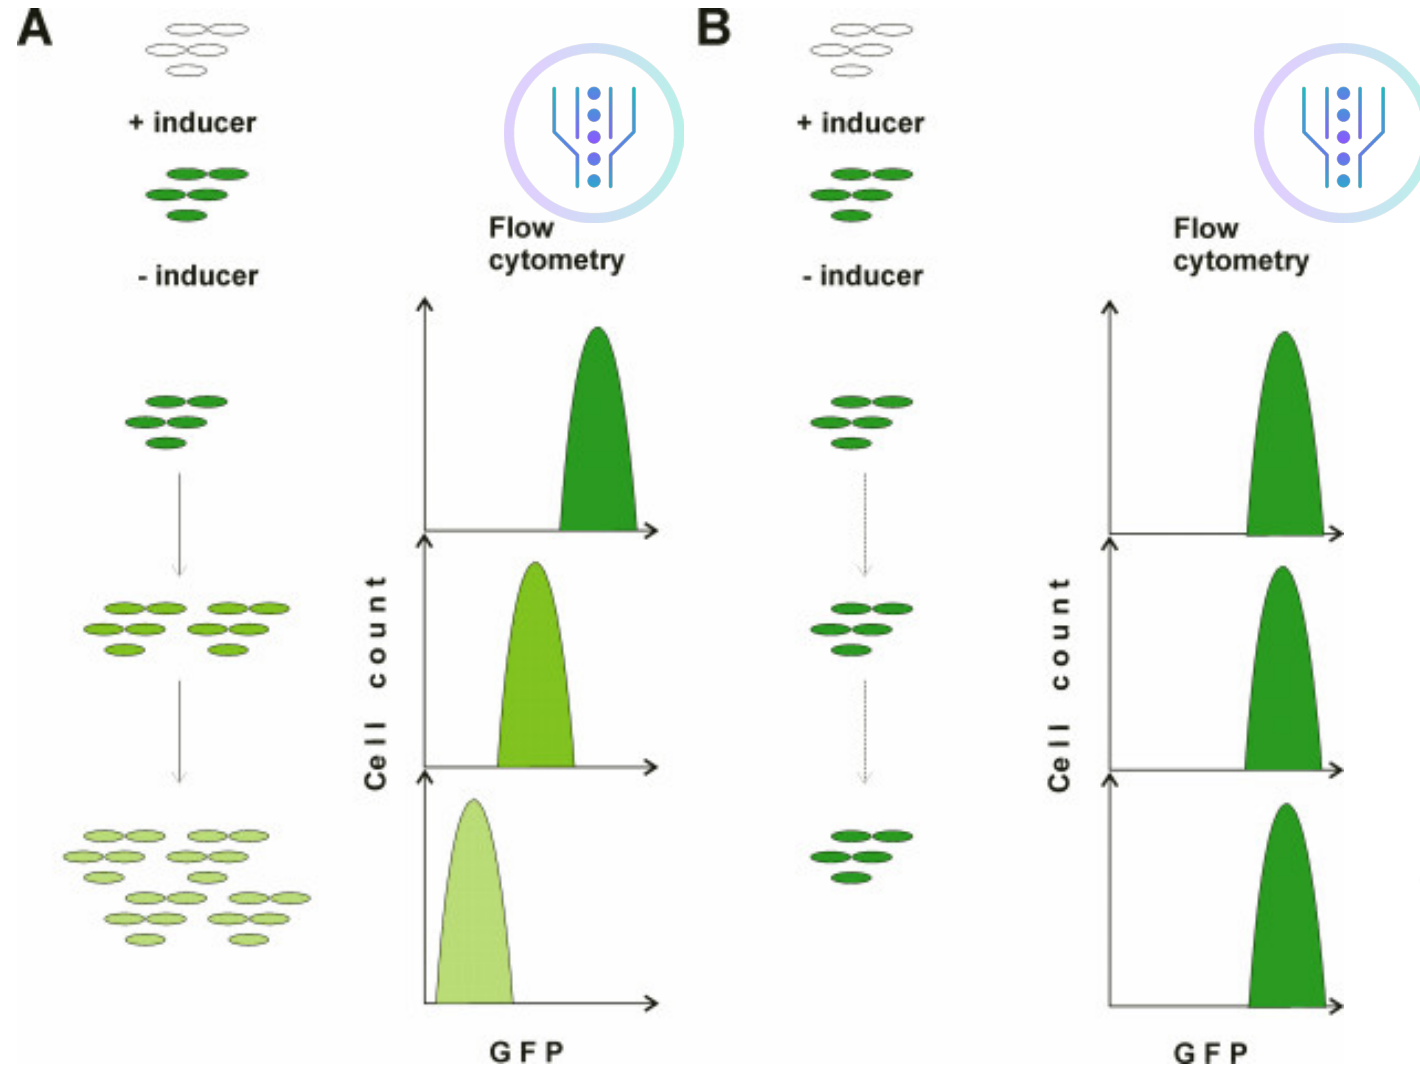 A
+ inducer
- inducer
Flow
cytometry
Cell count
GFP
B
+ inducer
- inducer
Flow
cytometry
Cell count
GFP